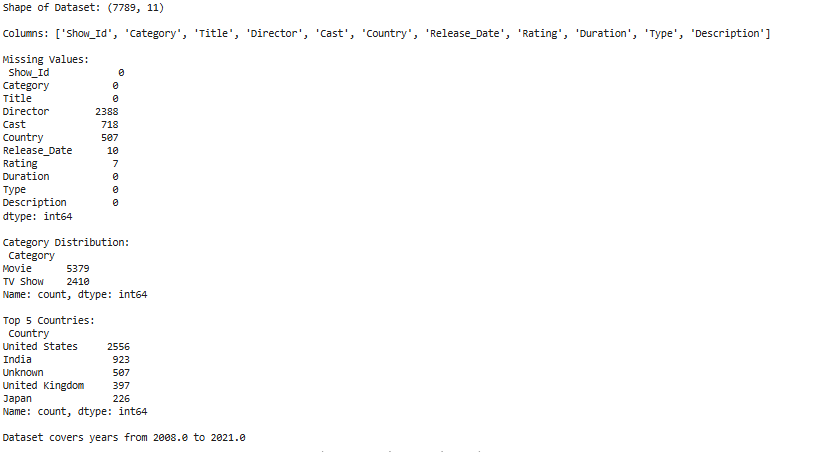 Shape of Dataset: (7789, 11)
Columns: ['Show_Id', 'Category', 'Title', 'Director', 'Cast', 'Country', 'Release_Date', 'Rating', 'Duration', 'Type', 'Description']
Missing Values:
Show_Id 0
Category 0
Title 0
Director 2388
Cast 718
Country 507
Release_Date 10
Rating 7
Duration 0
Type 0
Description 0
dtype: int64
Category Distribution:
Category
Movie 5379
TV Show 2410
Name: count, dtype: int64
Top 5 Countries:
Country
United States 2556
India 923
Unknown 507
United Kingdom 397
Japan 226
Name: count, dtype: int64
Dataset covers years from 2008.0 to 2021.0